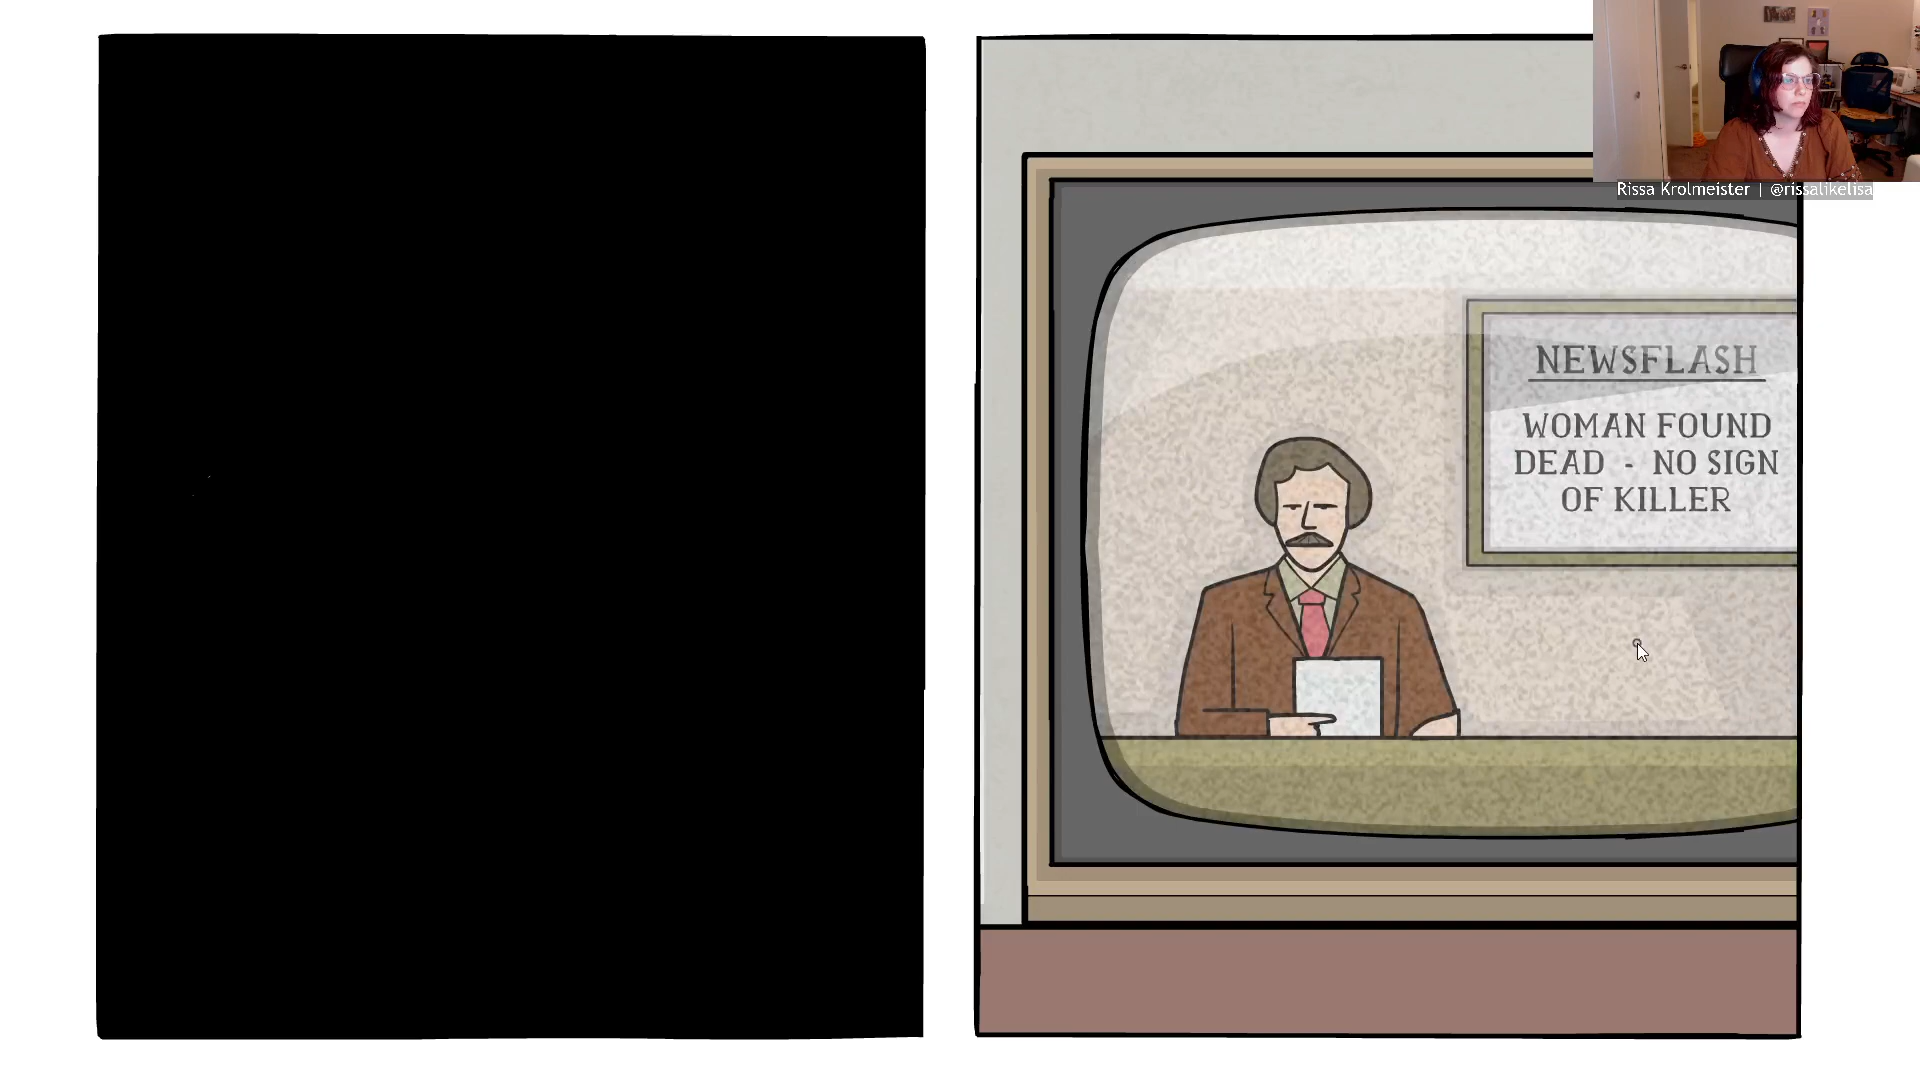 Rissa Krolmeister | @rissalikelisa
NEWSFLASH
WOMAN FOUND
DEAD - NO SIGN
OF KILLER